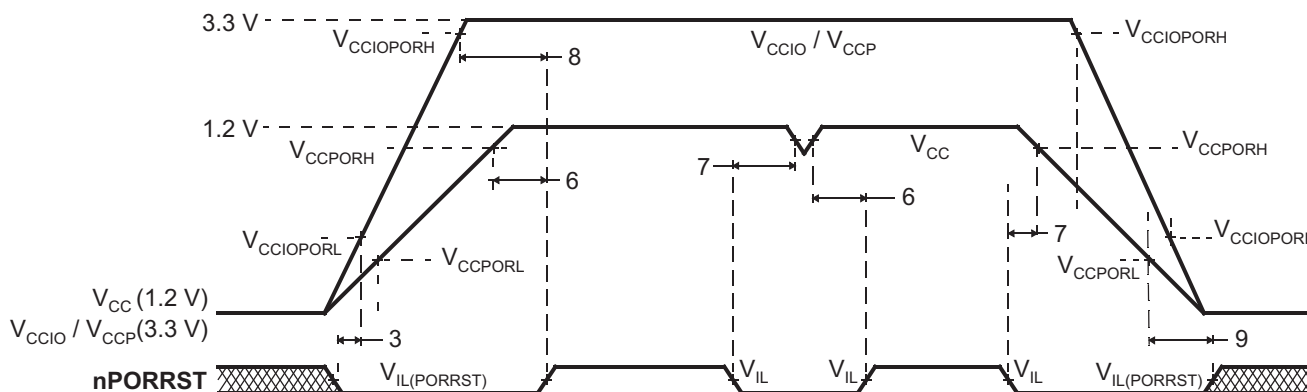 3.3 V
V_CCIOPORH
V_CCIO / V_CCP
V_CCIOPORH
8
1.2 V
V_CCPORH
V_CC
V_CCPORH
7
6
6
7
V_CCIOPORL
V_CCPORL
V_CCIOPORL
V_CCPORL
V_CC (1.2 V)
V_CCIO / V_CCP(3.3 V)
3
9
nPORRST
V_IL(PORRST)
V_IL
V_IL
V_IL
V_IL(PORRST)